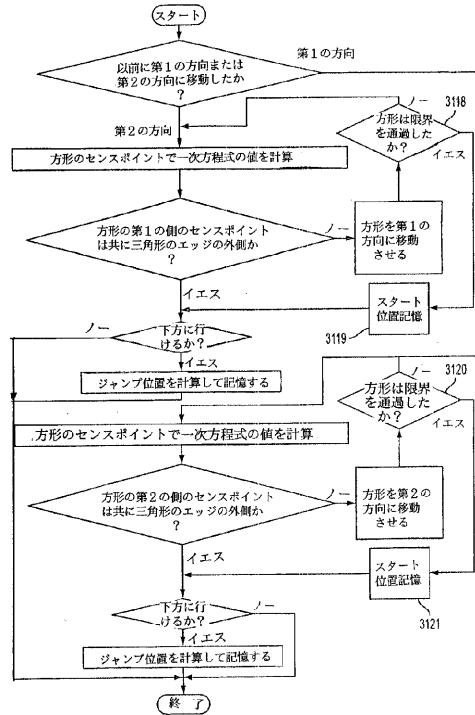 スタート
以前に第1の方向または
第2の方向に移動したか
?
第1の方向
第2の方向
ノー
3118
方形は限界
を通過した
か?
イエス
方形のセンスポイントで一次方程式の値を計算
方形の第1の側のセンスポイント
は共に三角形のエッジの外側か
?
ノー
方形を第1の
方向に移動
させる
イエス
スタート
位置記憶
3119
ノー
下方に行
けるか?
イエス
ジャンプ位置を計算して記憶する
ノー
3120
方形は限界
を通過した
か?
イエス
方形のセンスポイントで一次方程式の値を計算
方形の第2の側のセンスポイント
は共に三角形のエッジの外側か
?
ノー
方形を第2の
方向に移動
させる
イエス
スタート
位置記憶
3121
下方に行
けるか?
ノー
イエス
ジャンプ位置を計算して記憶する
終了